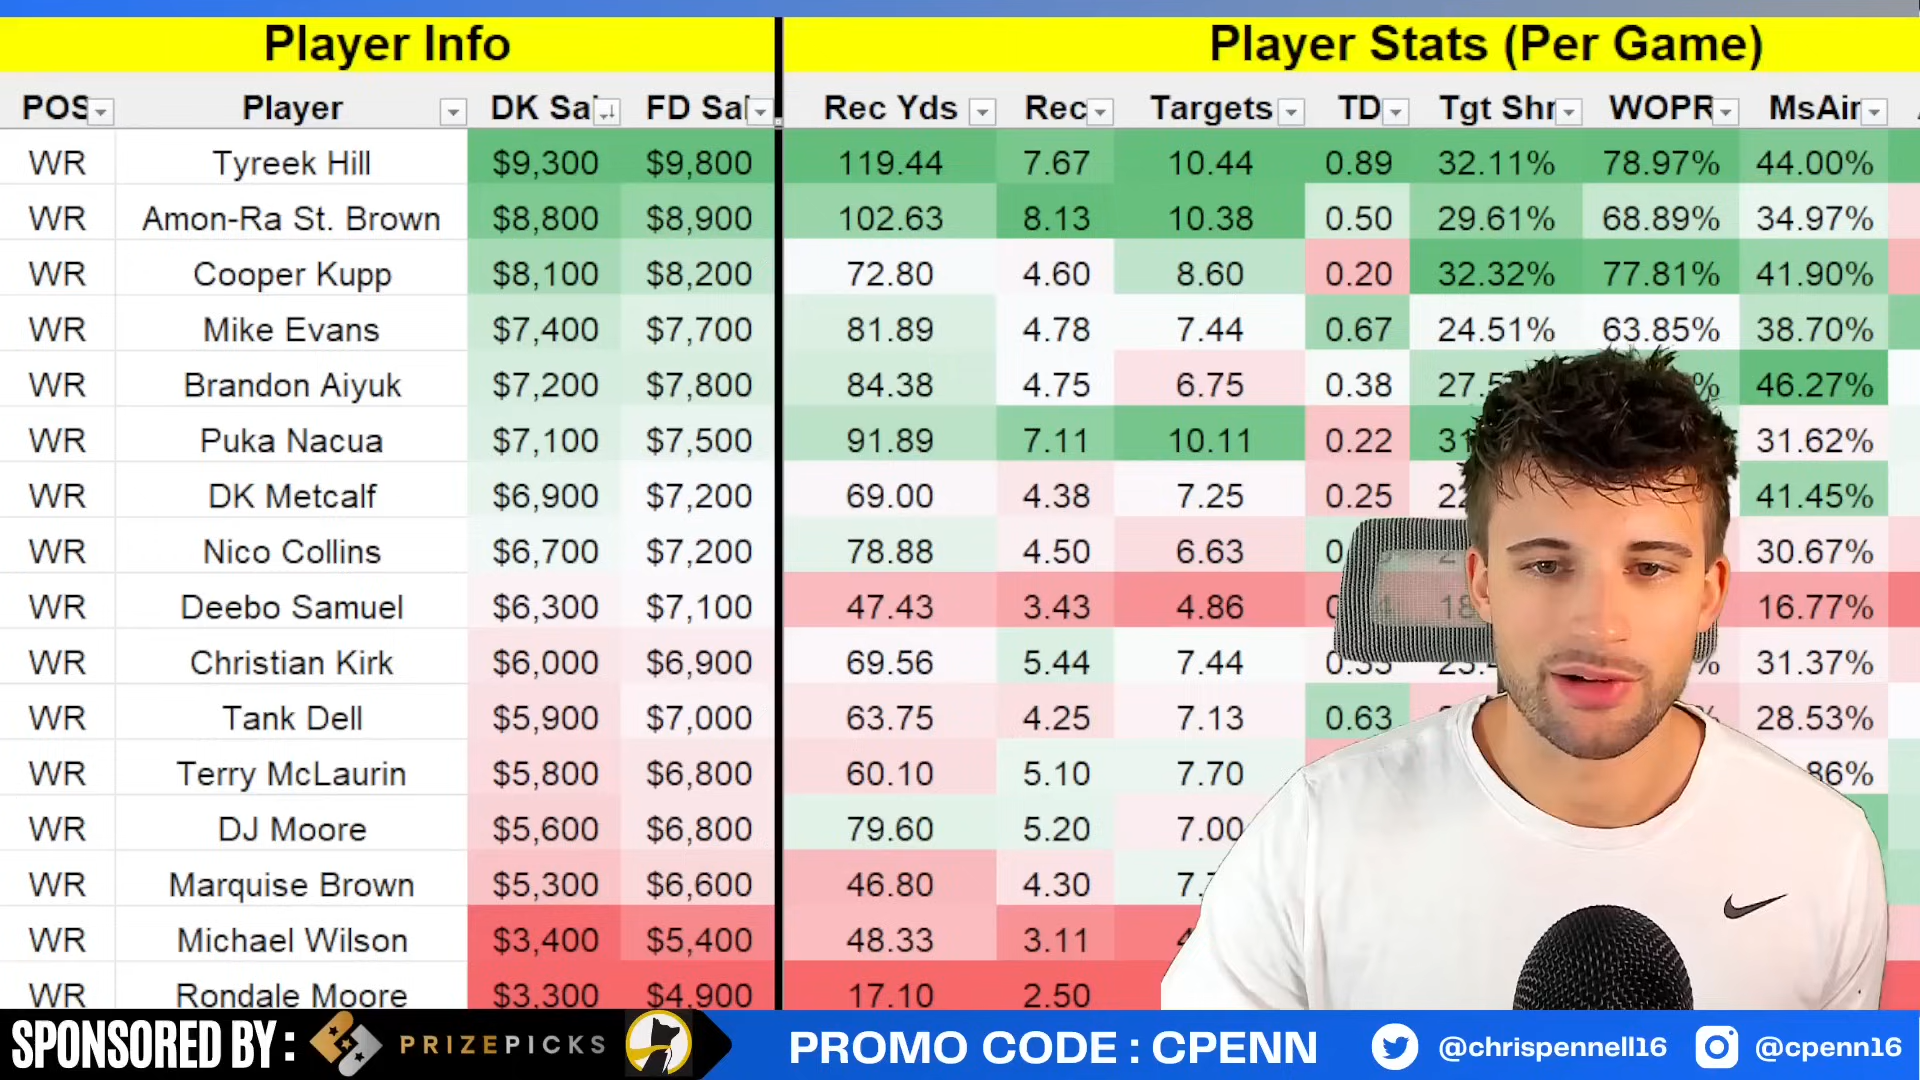 Player Info Player Stats (Per Game)
POS Player DK Sal FD Sal Rec Yds Rec Targets TD Tgt Shr WOPR MsAir
WR Tyreek Hill $9,300 $9,800 119.44 7.67 10.44 0.89 32.11% 78.97% 44.00%
WR Amon-Ra St. Brown $8,800 $8,900 102.63 8.13 10.38 0.50 29.61% 68.89% 34.97%
WR Cooper Kupp $8,100 $8,200 72.80 4.60 8.60 0.20 32.32% 77.81% 41.90%
WR Mike Evans $7,400 $7,700 81.89 4.78 7.44 0.67 24.51% 63.85% 38.70%
WR Brandon Aiyuk $7,200 $7,800 84.38 4.75 6.75 0.38 46.27%
WR Puka Nacua $7,100 $7,500 91.89 7.11 10.11 0.22 31.62%
WR DK Metcalf $6,900 $7,200 69.00 4.38 7.25 0.25 41.45%
WR Nico Collins $6,700 $7,200 78.88 4.50 6.63 30.67%
WR Deebo Samuel $6,300 $7,100 47.43 3.43 4.86 16.77%
WR Christian Kirk $6,000 $6,900 69.56 5.44 7.44 31.37%
WR Tank Dell $5,900 $7,000 63.75 4.25 7.13 0.63 28.53%
WR Terry McLaurin $5,800 $6,800 60.10 5.10 7.70
WR DJ Moore $5,600 $6,800 79.60 5.20 7.00
WR Marquise Brown $5,300 $6,600 46.80 4.30
WR Michael Wilson $3,400 $5,400 48.33 3.11
WR Rondale Moore $3,300 $4,900 17.10 2.50
SPONSORED BY : PRIZEPICKS PROMO CODE : CPENN @chrispennell16 @cpenn16